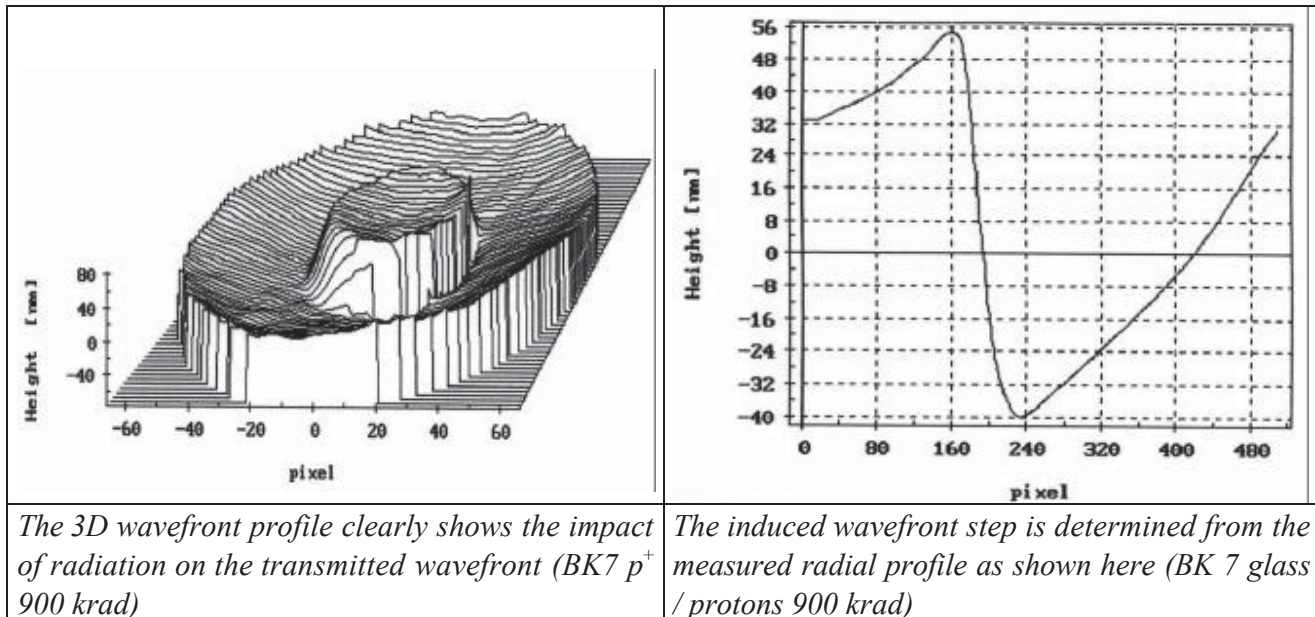 80
40
0
-40
Height [nm]
-60 -40 -20 0 20 40 60
pixel
56
48
40
32
24
16
8
0
-8
-16
-24
-32
-40
Height [nm]
0 80 160 240 320 400 480
pixel
The 3D wavefront profile clearly shows the impact
of radiation on the transmitted wavefront (BK7 p+
900 krad)
The induced wavefront step is determined from the
measured radial profile as shown here (BK 7 glass
/ protons 900 krad)